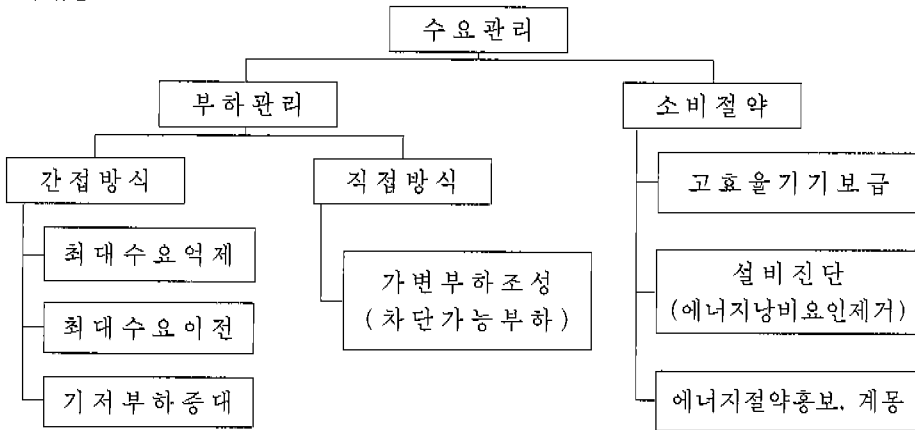 수요관리
부하관리
소비절약
간접방식
직접방식
고효율기기보급
최대수요억제
가변부하조성
(차단가능부하)
설비진단
(에너지낭비요인제거)
최대수요이전
기저부하증대
에너지절약홍보, 계몽